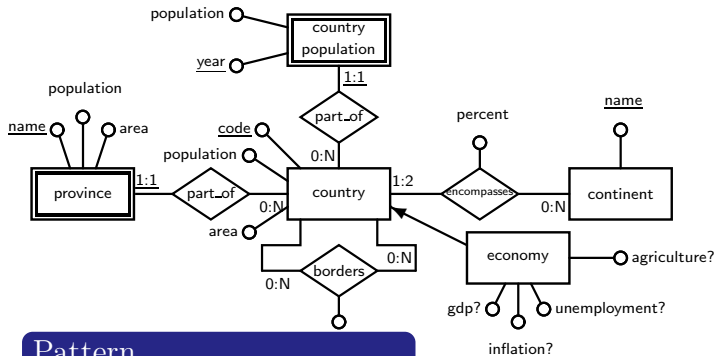 population
country
population
year
1:1
population
part_of
percent
name
name
area
code
0:N
population
1:1
1:2
province
part_of
country
encompasses
continent
0:N
0:N
area
economy
agriculture?
0:N
borders
0:N
gdp?
unemployment?
inflation?
Pattern